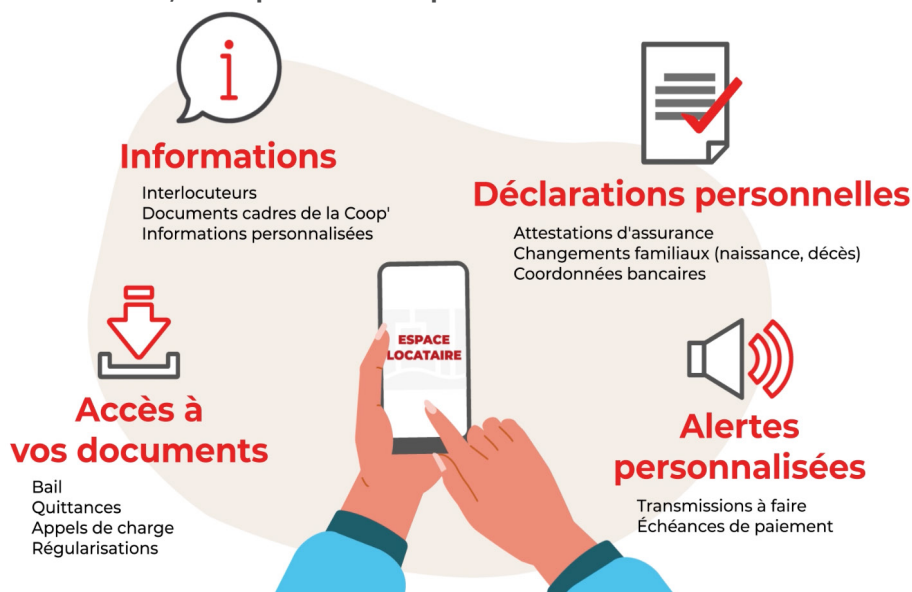 Informations
Interlocuteurs
Documents cadres de la Coop'
Informations personnalisées
Déclarations personnelles
Attestations d'assurance
Changements familiaux (naissance, décès)
Coordonnées bancaires
ESPACE
LOCATAIRE
Accès à
vos documents
Bail
Quittances
Appels de charge
Régularisations
Alertes
personnalisées
Transmissions à faire
Échéances de paiement